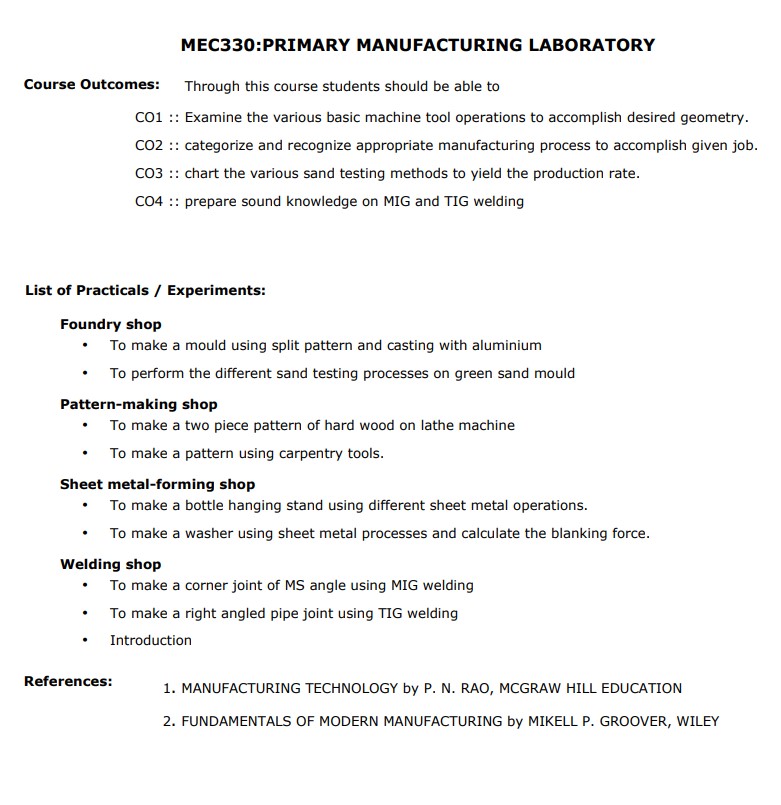 MEC330:PRIMARY MANUFACTURING LABORATORY
Course Outcomes: Through this course students should be able to
CO1 :: Examine the various basic machine tool operations to accomplish desired geometry.
CO2 :: categorize and recognize appropriate manufacturing process to accomplish given job.
CO3 :: chart the various sand testing methods to yield the production rate.
CO4 :: prepare sound knowledge on MIG and TIG welding
List of Practicals / Experiments:
Foundry shop
• To make a mould using split pattern and casting with aluminium
• To perform the different sand testing processes on green sand mould
Pattern-making shop
• To make a two piece pattern of hard wood on lathe machine
• To make a pattern using carpentry tools.
Sheet metal-forming shop
• To make a bottle hanging stand using different sheet metal operations.
• To make a washer using sheet metal processes and calculate the blanking force.
Welding shop
• To make a corner joint of MS angle using MIG welding
• To make a right angled pipe joint using TIG welding
• Introduction
References: 1. MANUFACTURING TECHNOLOGY by P. N. RAO, MCGRAW HILL EDUCATION
2. FUNDAMENTALS OF MODERN MANUFACTURING by MIKELL P. GROOVER, WILEY